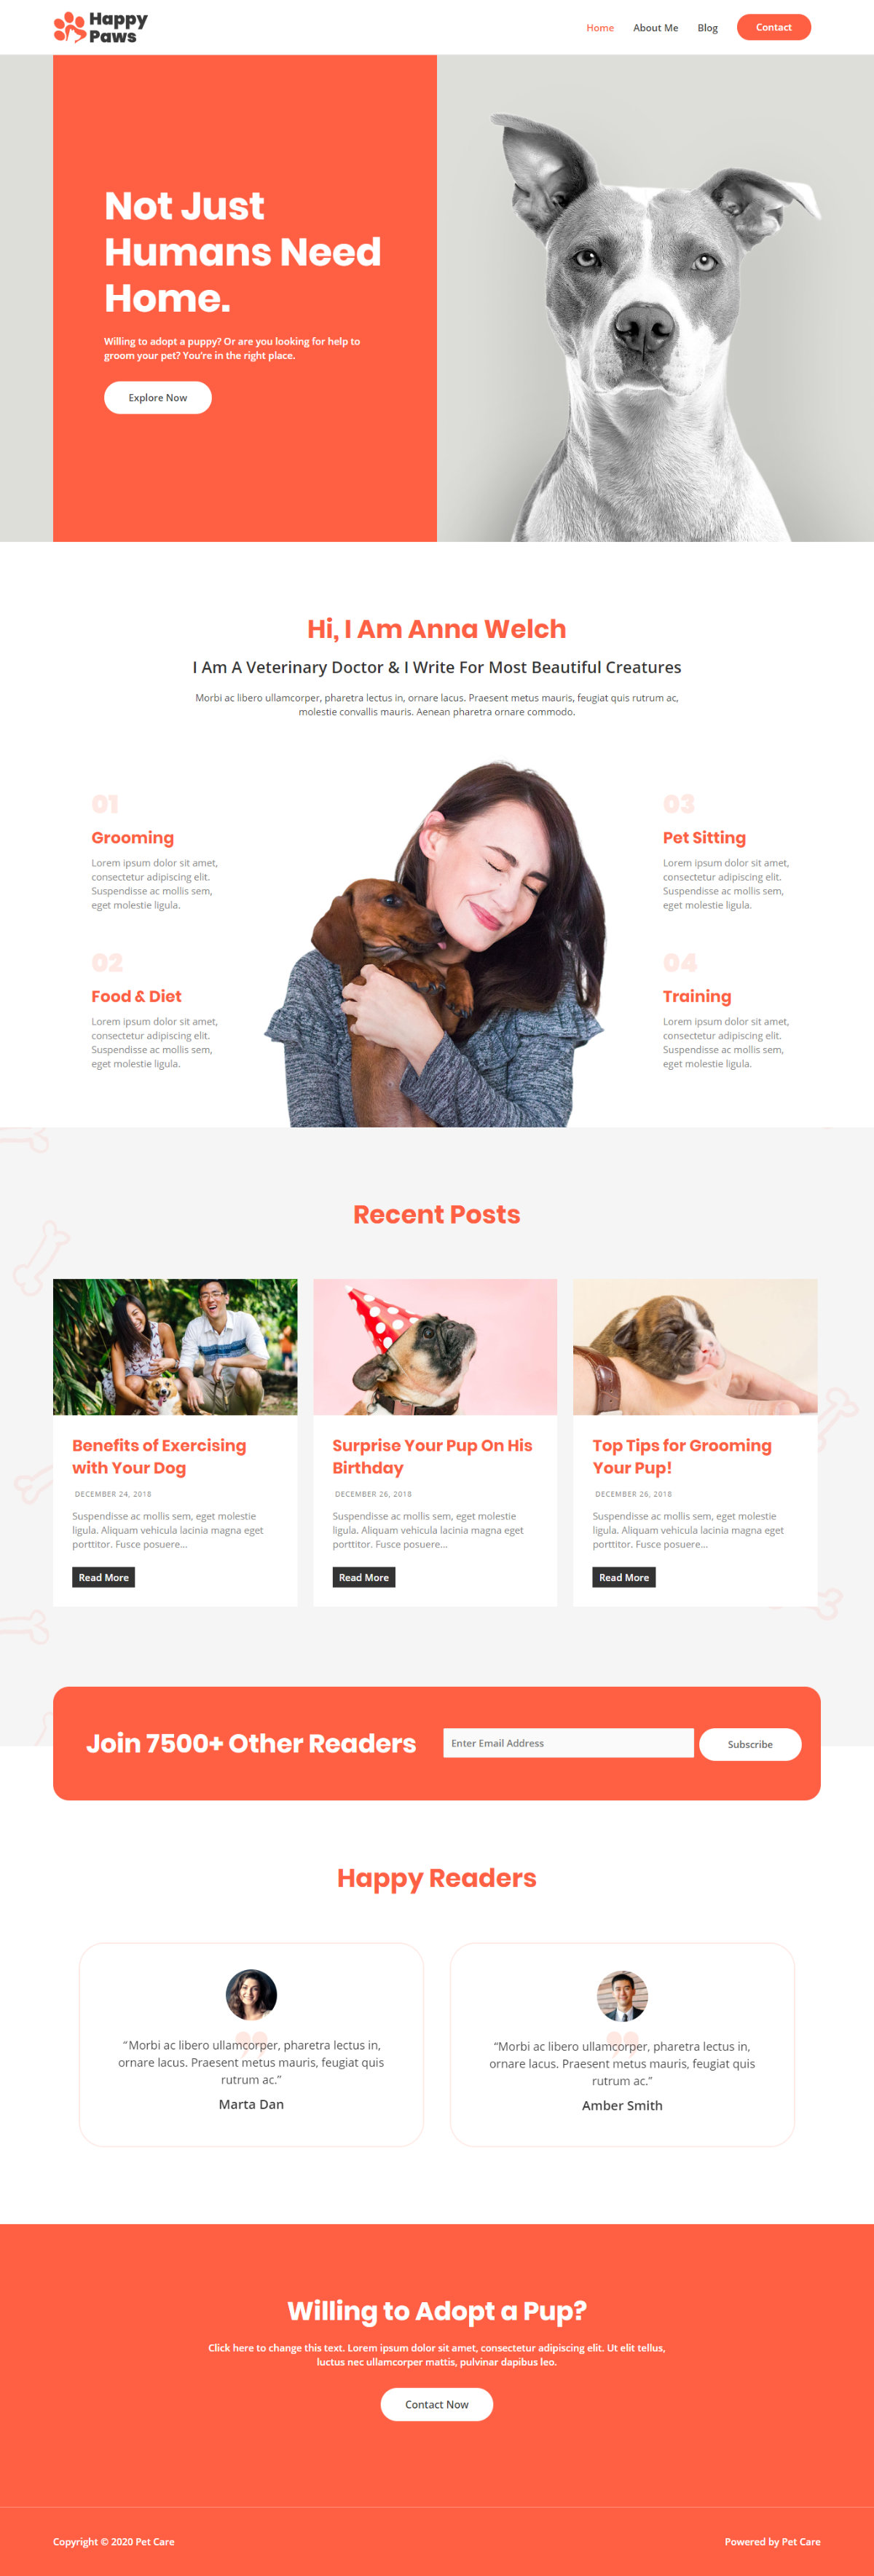 Happy
Paws
Home
About Me
Blog
Contact
Not Just
Humans Need
Home.
Willing to adopt a puppy? Or are you looking for help to
groom your pet? You're in the right place.
Explore Now
Hi, I Am Anna Welch
I Am A Veterinary Doctor & I Write For Most Beautiful Creatures
Morbi ac libero ullamcorper, pharetra lectus in, ornare lacus. Praesent metus mauris, feugiat quis rutrum ac,
molestie convallis mauris. Aenean pharetra ornare commodo.
01
Grooming
Lorem ipsum dolor sit amet,
consectetur adipiscing elit.
Suspendisse ac mollis sem,
eget molestie ligula.
02
Food & Diet
Lorem ipsum dolor sit amet,
consectetur adipiscing elit.
Suspendisse ac mollis sem,
eget molestie ligula.
03
Pet Sitting
Lorem ipsum dolor sit amet,
consectetur adipiscing elit.
Suspendisse ac mollis sem,
eget molestie ligula.
04
Training
Lorem ipsum dolor sit amet,
consectetur adipiscing elit.
Suspendisse ac mollis sem,
eget molestie ligula.
Recent Posts
Benefits of Exercising
with Your Dog
DECEMBER 24, 2018
Suspendisse ac mollis sem, eget molestie
ligula. Aliquam vehicula lacinia magna eget
porttitor. Fusce posuere...
Read More
Surprise Your Pup On His
Birthday
DECEMBER 26, 2018
Suspendisse ac mollis sem, eget molestie
ligula. Aliquam vehicula lacinia magna eget
porttitor. Fusce posuere...
Read More
Top Tips for Grooming
Your Pup!
DECEMBER 26, 2018
Suspendisse ac mollis sem, eget molestie
ligula. Aliquam vehicula lacinia magna eget
porttitor. Fusce posuere...
Read More
Join 7500+ Other Readers
Enter Email Address
Subscribe
Happy Readers
“Morbi ac libero ullamcorper, pharetra lectus in,
ornare lacus. Praesent metus mauris, feugiat quis
rutrum ac.”
Marta Dan
“Morbi ac libero ullamcorper, pharetra lectus in,
ornare lacus. Praesent metus mauris, feugiat quis
rutrum ac.”
Amber Smith
Willing to Adopt a Pup?
Click here to change this text. Lorem ipsum dolor sit amet, consectetur adipiscing elit. Ut elit tellus,
luctus nec ullamcorper mattis, pulvinar dapibus leo.
Contact Now
Copyright © 2020 Pet Care
Powered by Pet Care